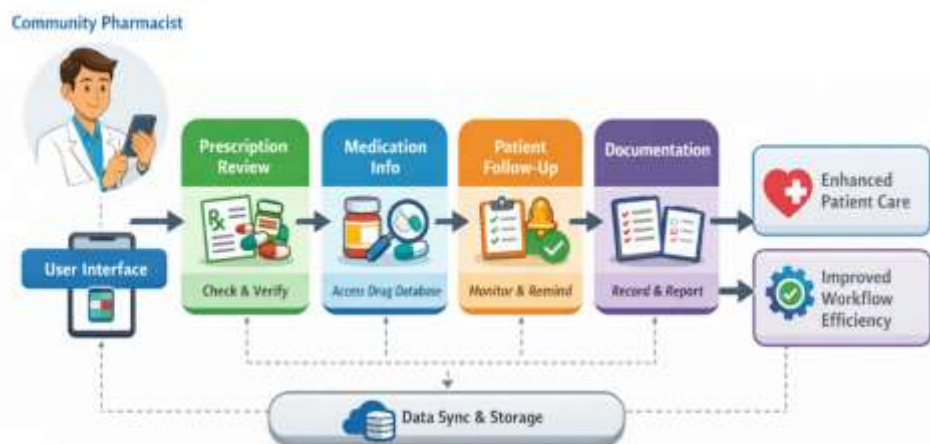 Community Pharmacist
User Interface
Prescription
Review
Rx
Check & Verify
Medication
Info
Access Drug Database
Patient
Follow-Up
Monitor & Remind
Documentation
Record & Report
Enhanced
Patient Care
Improved
Workflow
Efficiency
Data Sync & Storage